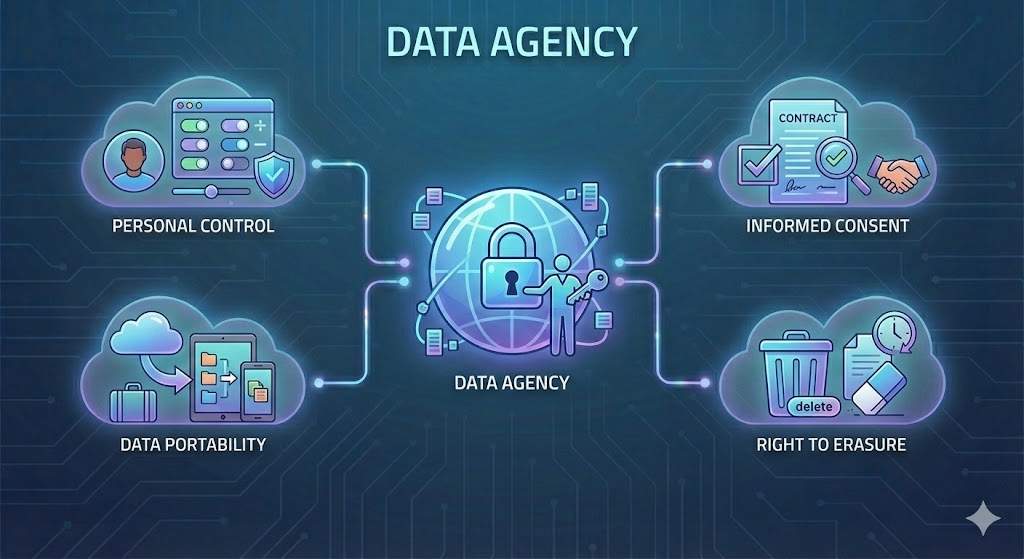 DATA AGENCY
PERSONAL CONTROL
CONTRACT
INFORMED CONSENT
DATA AGENCY
DATA PORTABILITY
delete
RIGHT TO ERASURE